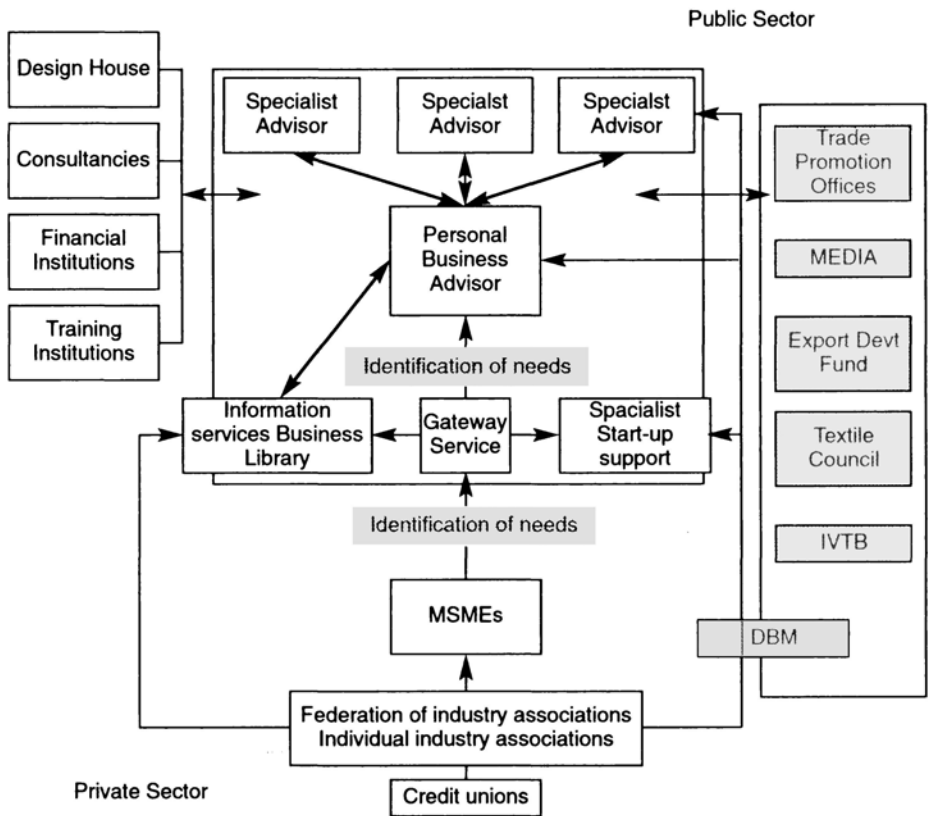 Public Sector
Design House
Consultancies
Financial
Institutions
Training
Institutions
Specialist
Advisor
Specialst
Advisor
Specialst
Advisor
Personal
Business
Advisor
Identification of needs
Information
services Business
Library
Gateway
Service
Spacialist
Start-up
support
Identification of needs
MSMEs
Federation of industry associations
Individual industry associations
Credit unions
Private Sector
Trade
Promotion
Offices
MEDIA
Export Devt
Fund
Textile
Council
IVTB
DBM